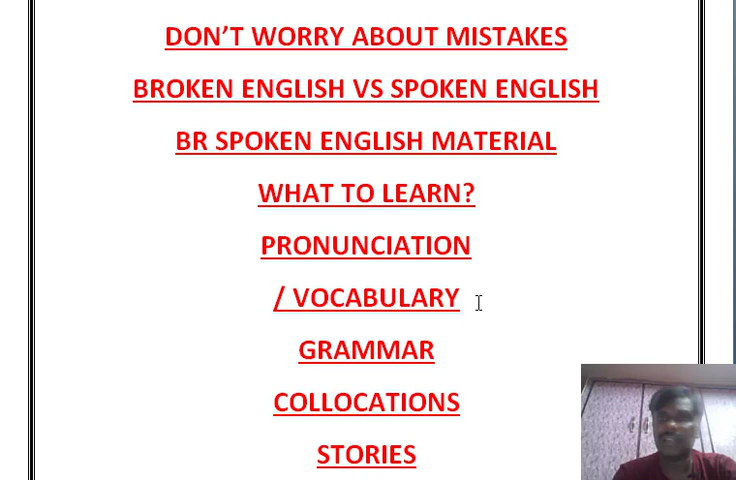 DON’T WORRY ABOUT MISTAKES
BROKEN ENGLISH VS SPOKEN ENGLISH
BR SPOKEN ENGLISH MATERIAL
WHAT TO LEARN?
PRONUNCIATION
/ VOCABULARY
GRAMMAR
COLLOCATIONS
STORIES